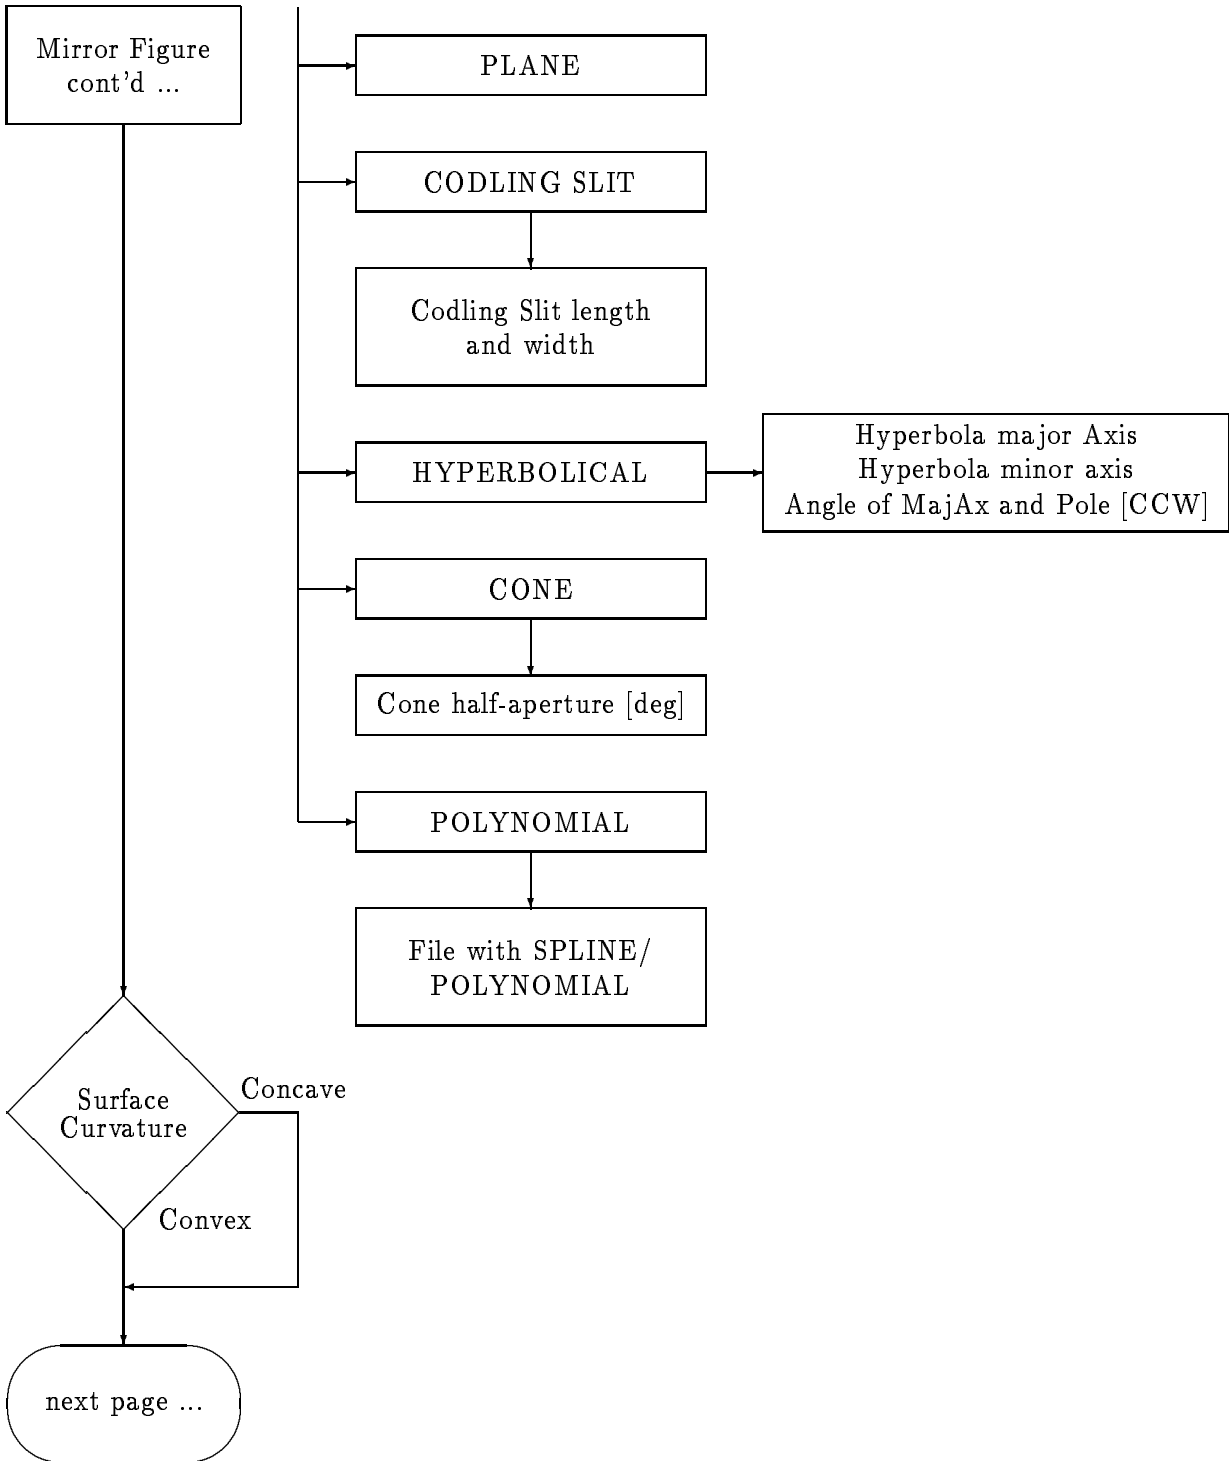 Mirror Figure
cont'd ...
PLANE
CODLING SLIT
Codling Slit length
and width
HYPERBOLICAL
Hyperbola major Axis
Hyperbola minor axis
Angle of MajAx and Pole [CCW]
CONE
Cone half-aperture [deg]
POLYNOMIAL
File with SPLINE/
POLYNOMIAL
Surface
Curvature
Concave
Convex
next page ...